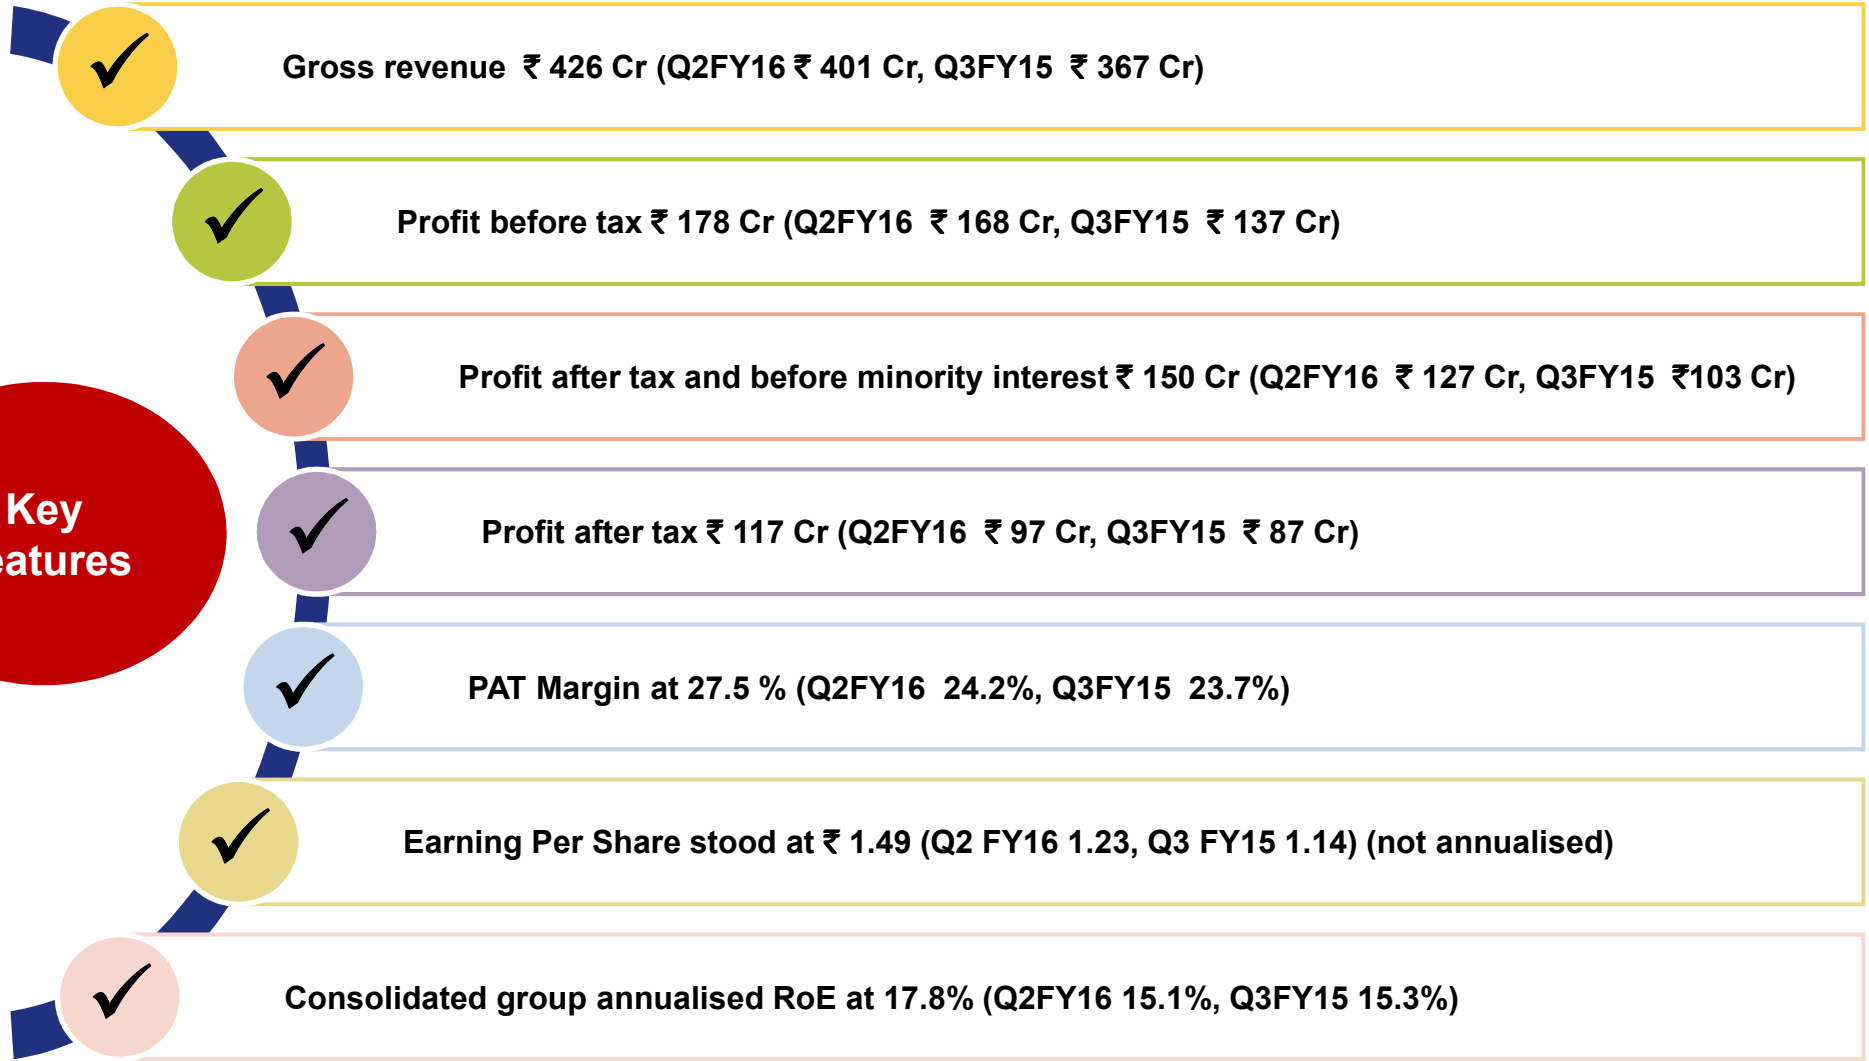 Gross revenue ₹ 426 Cr (Q2FY16 ₹ 401 Cr, Q3FY15 ₹ 367 Cr)
Profit before tax ₹ 178 Cr (Q2FY16 ₹ 168 Cr, Q3FY15 ₹ 137 Cr)
Profit after tax and before minority interest ₹ 150 Cr (Q2FY16 ₹ 127 Cr, Q3FY15 ₹103 Cr)
Key
eatures
Profit after tax ₹ 117 Cr (Q2FY16 ₹ 97 Cr, Q3FY15 ₹ 87 Cr)
PAT Margin at 27.5 % (Q2FY16 24.2%, Q3FY15 23.7%)
Earning Per Share stood at ₹ 1.49 (Q2 FY16 1.23, Q3 FY15 1.14) (not annualised)
Consolidated group annualised RoE at 17.8% (Q2FY16 15.1%, Q3FY15 15.3%)